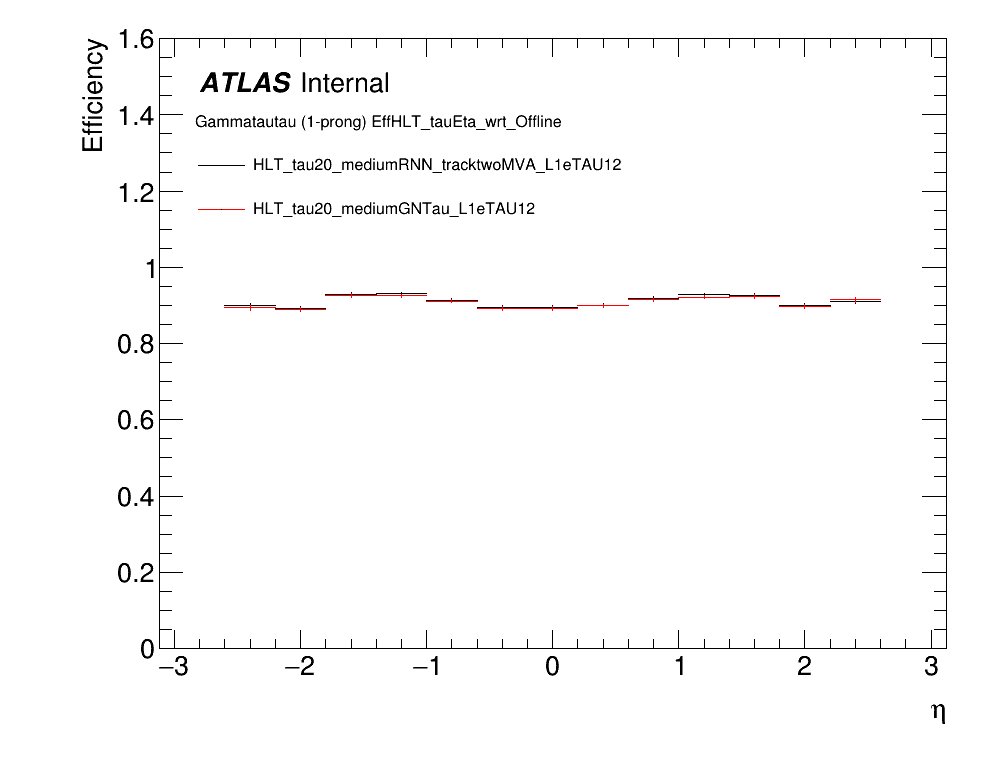 Efficiency
1.6
1.4
1.2
1
0.8
0.6
0.4
0.2
0
ATLAS Internal
Gammatautau (1-prong) EffHLT_tauEta_wrt_Offline
HLT_tau20_mediumRNN_tracktwoMVA_L1eTAU12
HLT_tau20_mediumGNTau_L1eTAU12
−3 −2 −1 0 1 2 3
η